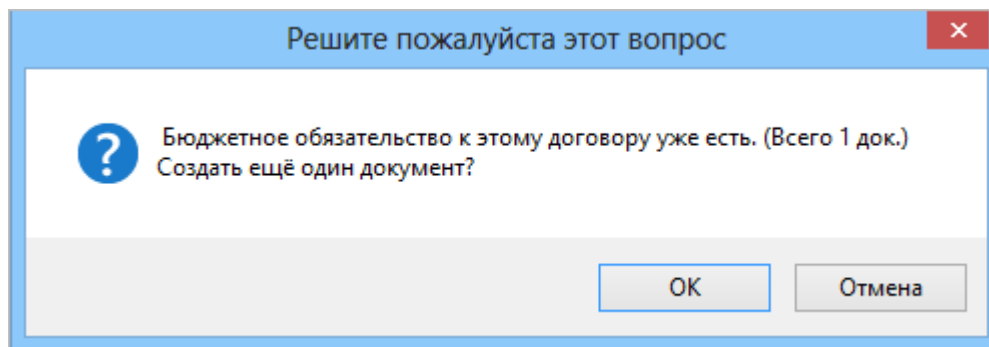 Решите пожалуйста этот вопрос
Бюджетное обязательство к этому договору уже есть. (Всего 1 док.)
Создать ещё один документ?
ОК
Отмена